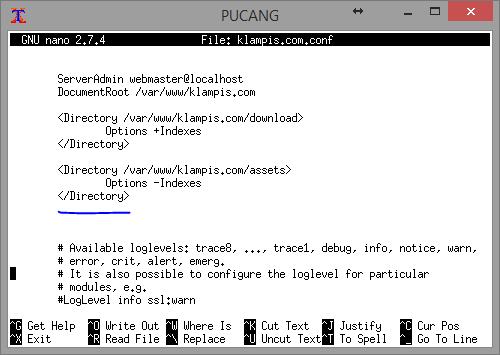 PUCANG
GNU nano 2.7.4 File: klampis.com.conf
ServerAdmin webmaster@localhost
DocumentRoot /var/www/klampis.com
<Directory /var/www/klampis.com/download>
Options +Indexes
</Directory>
<Directory /var/www/klampis.com/assets>
Options -Indexes
</Directory>
# Available loglevels: trace8, ..., trace1, debug, info, notice, warn,
# error, crit, alert, emerg.
# It is also possible to configure the loglevel for particular
# modules, e.g.
#LogLevel info ssl:warn
^G Get Help ^O Write Out ^W Where Is ^K Cut Text ^J Justify ^C Cur Pos
^X Exit ^R Read File ^\ Replace ^U Uncut Text ^T To Spell ^_ Go To Line